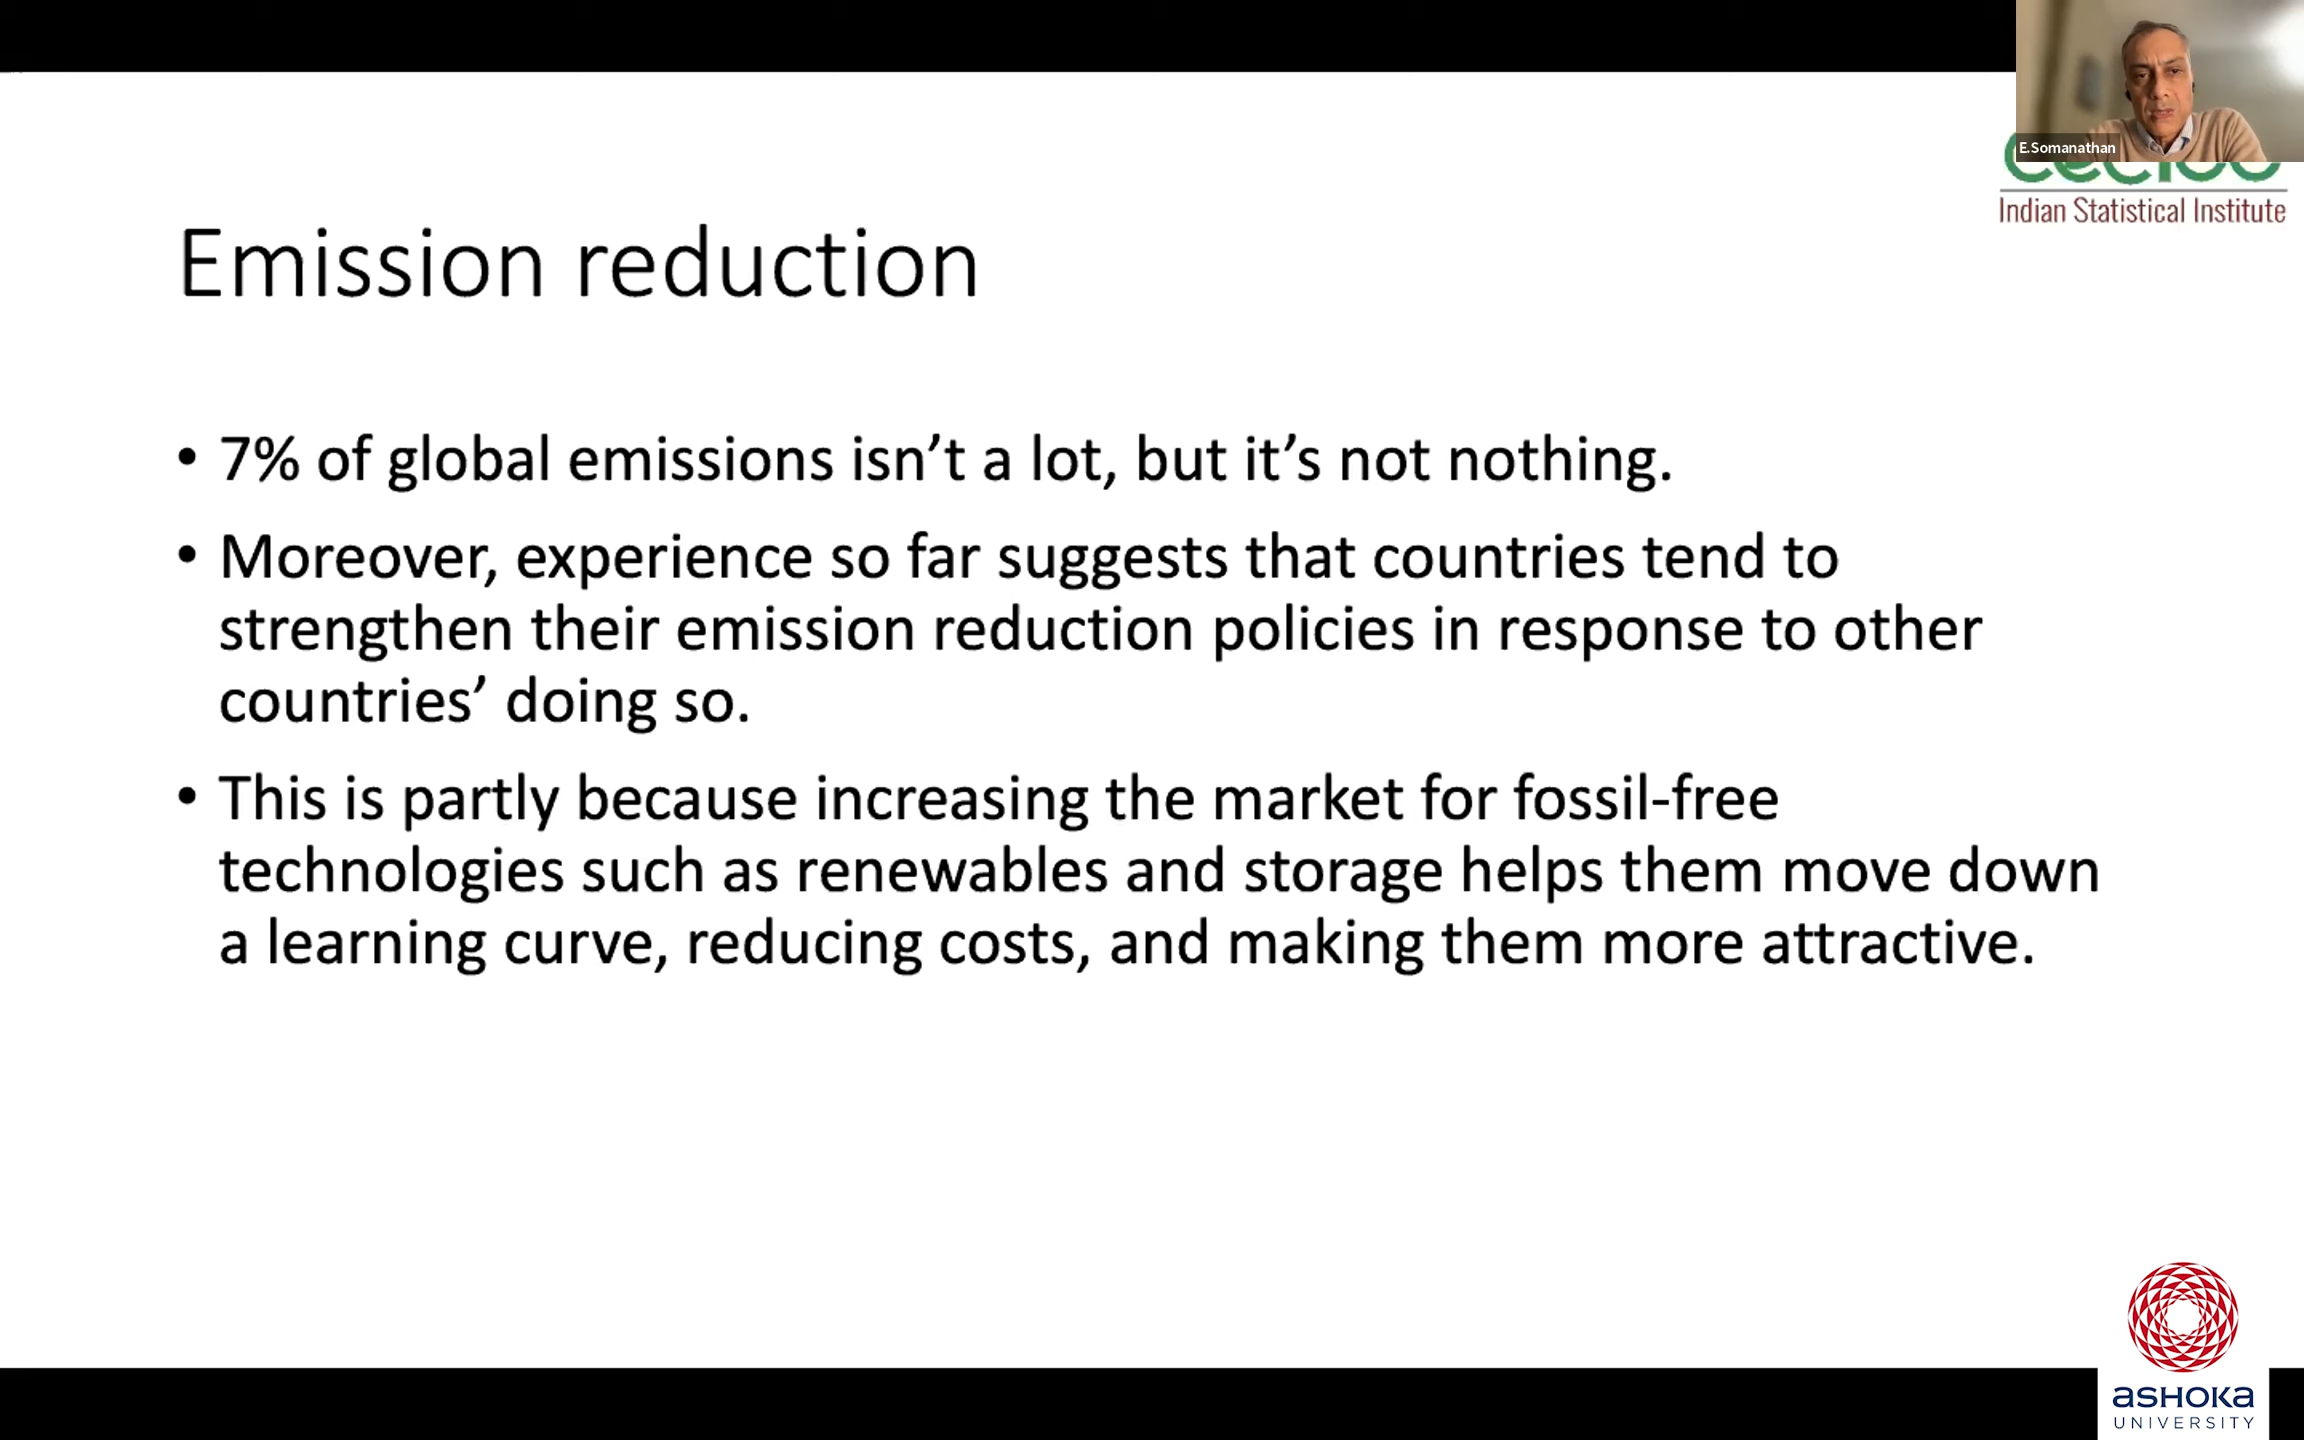 E.Somanathan
Indian Statistical Institute
Emission reduction
• 7% of global emissions isn’t a lot, but it’s not nothing.
• Moreover, experience so far suggests that countries tend to
strengthen their emission reduction policies in response to other
countries’ doing so.
• This is partly because increasing the market for fossil-free
technologies such as renewables and storage helps them move down
a learning curve, reducing costs, and making them more attractive.
ASHOKA
UNIVERSITY